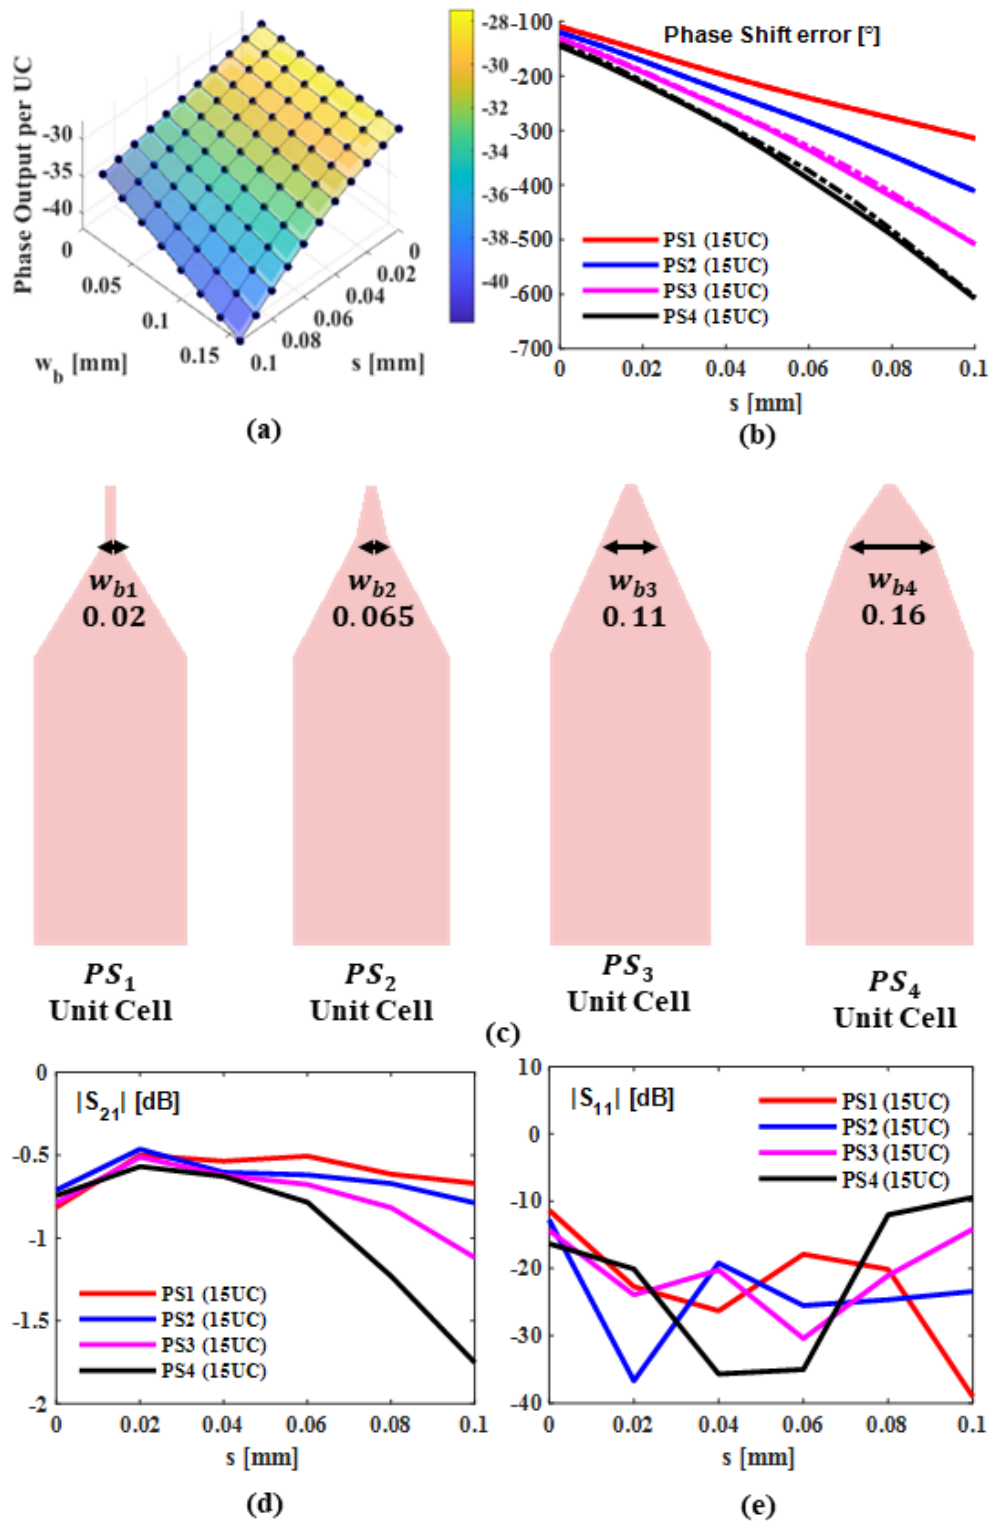 Phase Output per UC
-30
-35
-40
0
0.05
0.1
0.15
w_b [mm]
0
0.02
0.04
0.06
0.08
0.1
s [mm]
-28
-30
-32
-34
-36
-38
-40
(a)
Phase Shift error [°]
-100
-200
-300
-400
-500
-600
-700
PS1 (15UC)
PS2 (15UC)
PS3 (15UC)
PS4 (15UC)
0 0.02 0.04 0.06 0.08 0.1
s [mm]
(b)
w_b1
0.02
w_b2
0.065
w_b3
0.11
w_b4
0.16
PS_1
Unit Cell
PS_2
Unit Cell
PS_3
Unit Cell
PS_4
Unit Cell
(c)
|S_21| [dB]
0
-0.5
-1
-1.5
-2
PS1 (15UC)
PS2 (15UC)
PS3 (15UC)
PS4 (15UC)
0 0.02 0.04 0.06 0.08 0.1
s [mm]
(d)
|S_11| [dB]
10
0
-10
-20
-30
-40
PS1 (15UC)
PS2 (15UC)
PS3 (15UC)
PS4 (15UC)
0 0.02 0.04 0.06 0.08 0.1
s [mm]
(e)